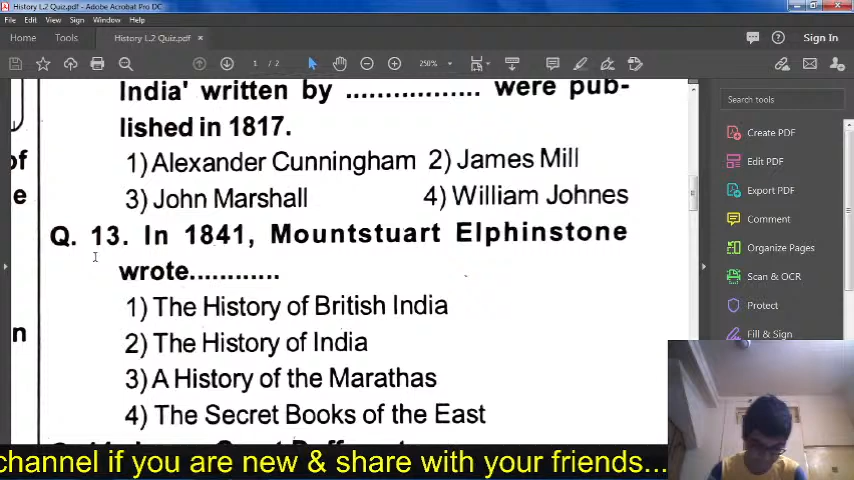 History L.2 Quiz.pdf - Adobe Acrobat Pro DC
File Edit View Sign Window Help
Home Tools History L.2 Quiz.pdf × Sign In
1 / 2 250%
India' written by ................. were pub-
lished in 1817.
1) Alexander Cunningham 2) James Mill
3) John Marshall 4) William Johnes
Q. 13. In 1841, Mountstuart Elphinstone
wrote............
1) The History of British India
2) The History of India
3) A History of the Marathas
4) The Secret Books of the East
of
e
n
Search tools
Create PDF
Edit PDF
Export PDF
Comment
Organize Pages
Scan & OCR
Protect
Fill & Sign
channel if you are new & share with your friends...